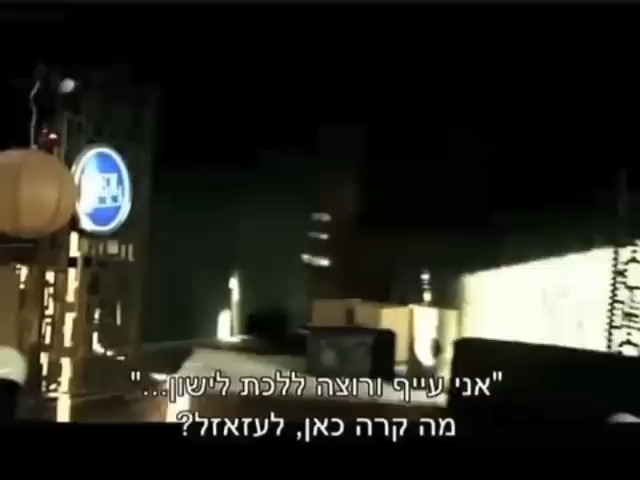 "אני עייף ורוצה ללכת לישון..."
מה קרה כאן, לעזאזל?